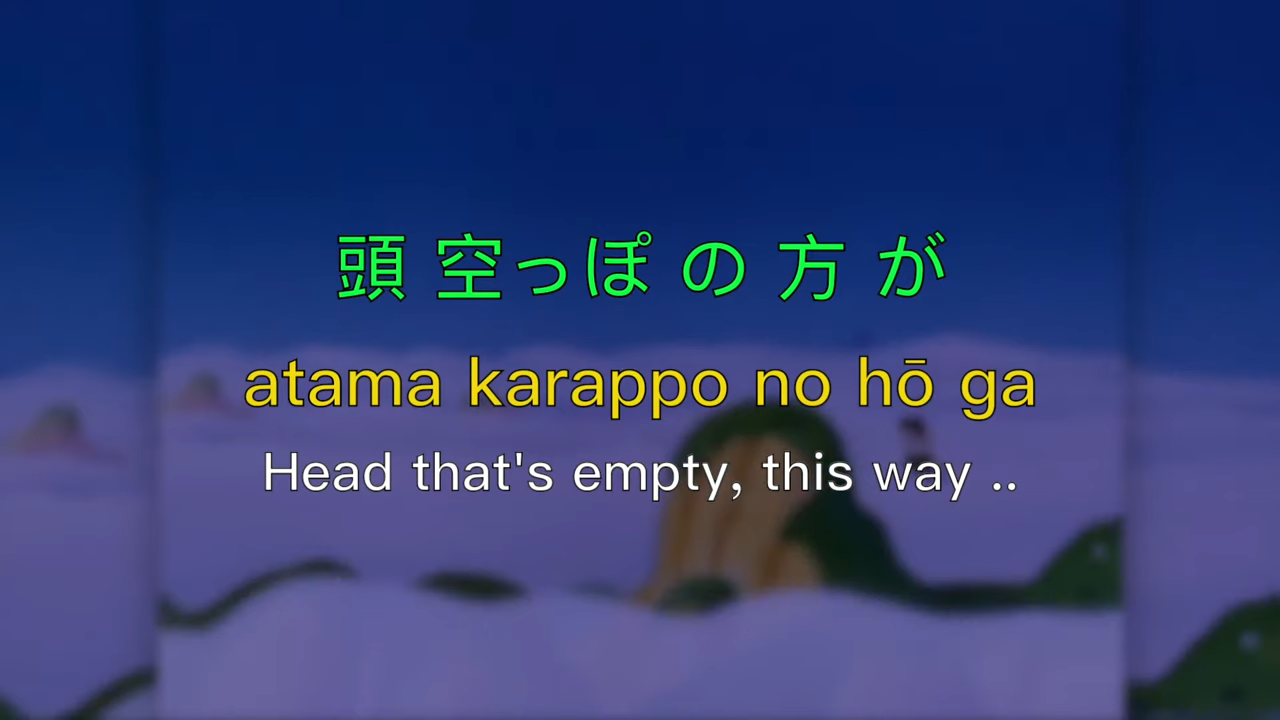 頭 空っぽ の 方 が
atama karappo no hō ga
Head that's empty, this way ..